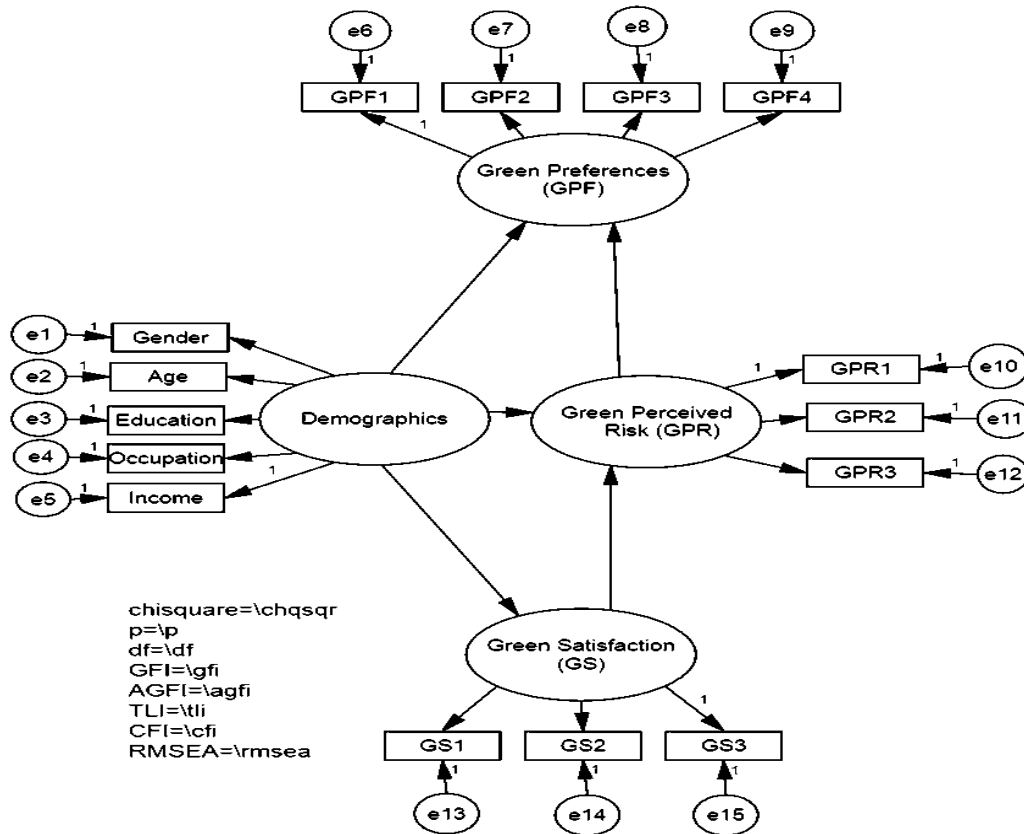 e6 e7 e8 e9
1 1 1 1
GPF1 GPF2 GPF3 GPF4
1
Green Preferences
(GPF)
e1 1 Gender
e2 1 Age
e3 1 Education
e4 1 Occupation
e5 1 Income
1
Demographics
Green Perceived
Risk (GPR)
1 GPR1 1 e10
GPR2 1 e11
GPR3 1 e12
chisquare=\chqsqr
p=\p
df=\df
GFI=\gfi
AGFI=\agfi
TLI=\tli
CFI=\cfi
RMSEA=\rmsea
Green Satisfaction
(GS)
1
GS1 GS2 GS3
1 1 1
e13 e14 e15